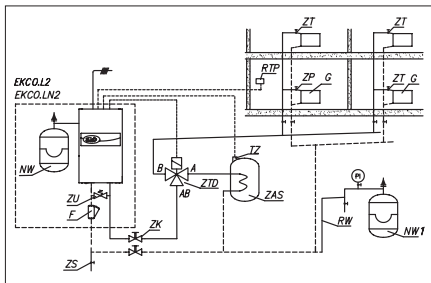 ZT
ZT
RTP
EKCO.L2
EKCO.LN2
ZP G
ZT G
B
A
TZ
NW
ZTD
AB
ZAS
PI
ZU
F
ZK
RW
NW1
ZS